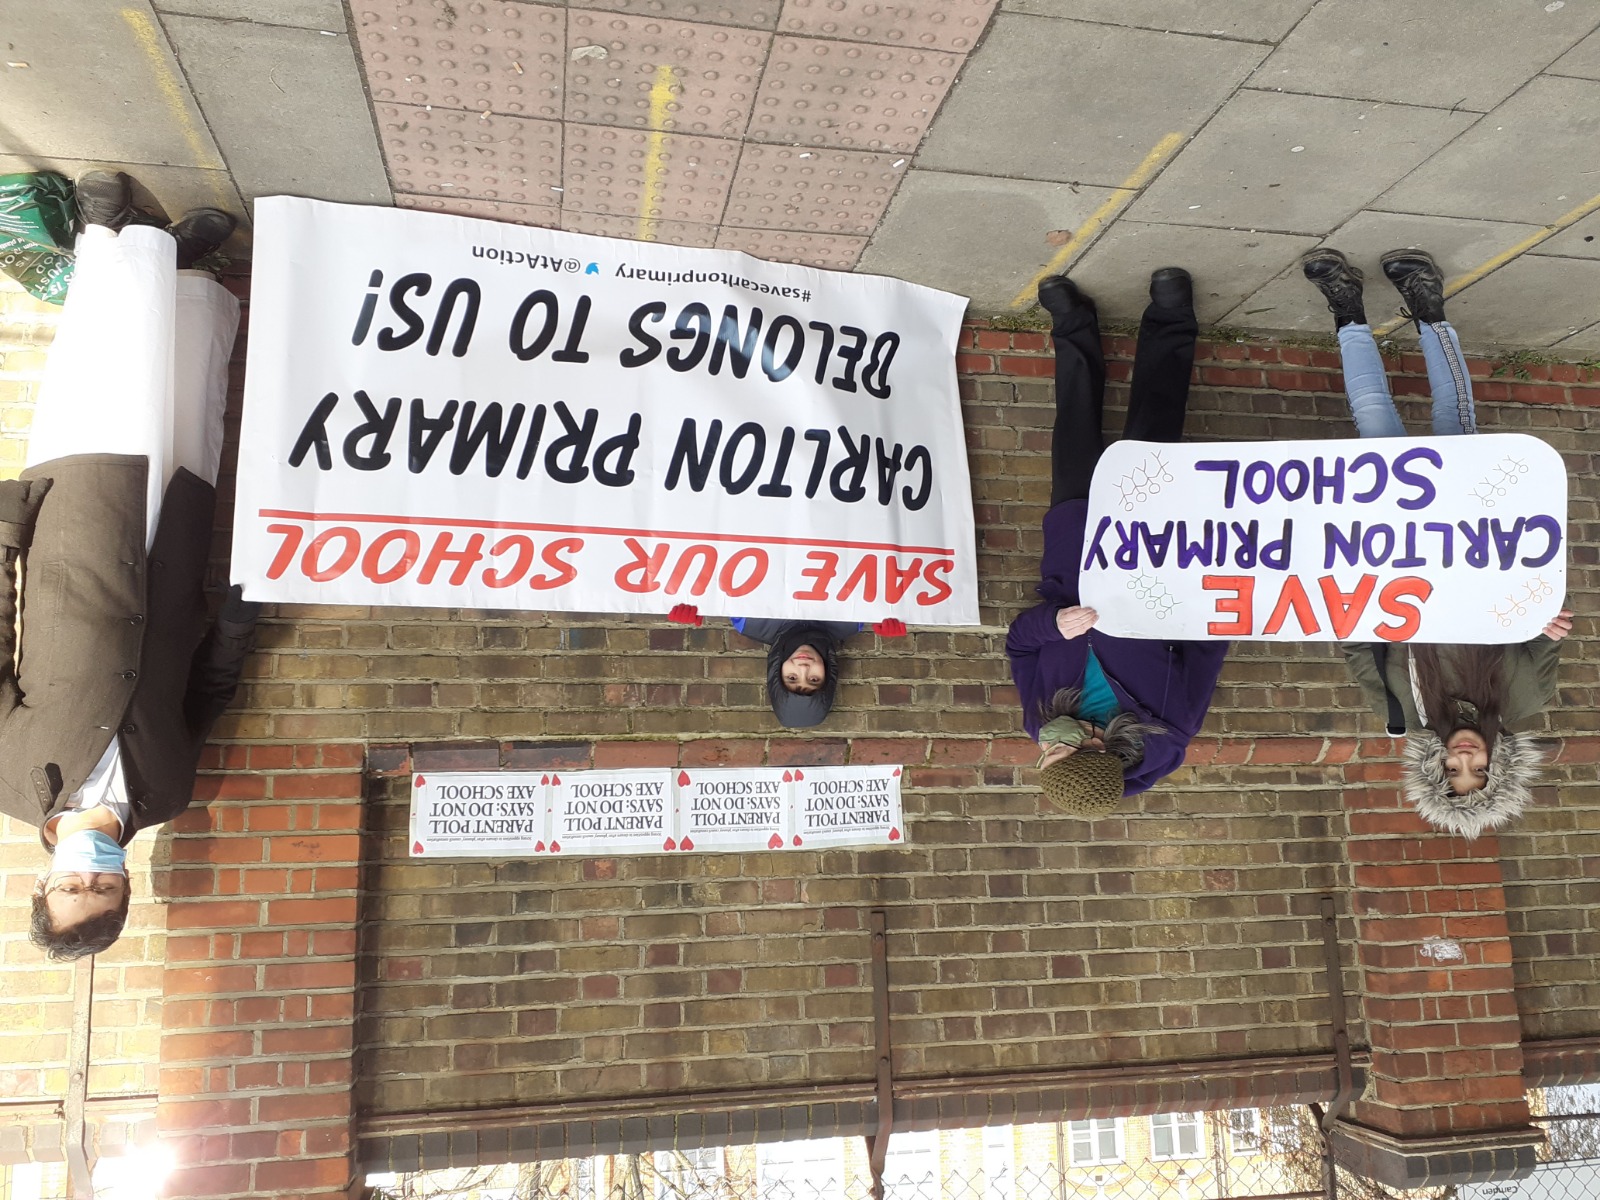 SAVE
CARLTON PRIMARY
SCHOOL
SAVE OUR SCHOOL
CARLTON PRIMARY
BELONGS TO US!
#savecarltonprimary @AtAction
PARENT POLL
SAYS: DO NOT
AXE SCHOOL
PARENT POLL
SAYS: DO NOT
AXE SCHOOL
PARENT POLL
SAYS: DO NOT
AXE SCHOOL
PARENT POLL
SAYS: DO NOT
AXE SCHOOL
Camden